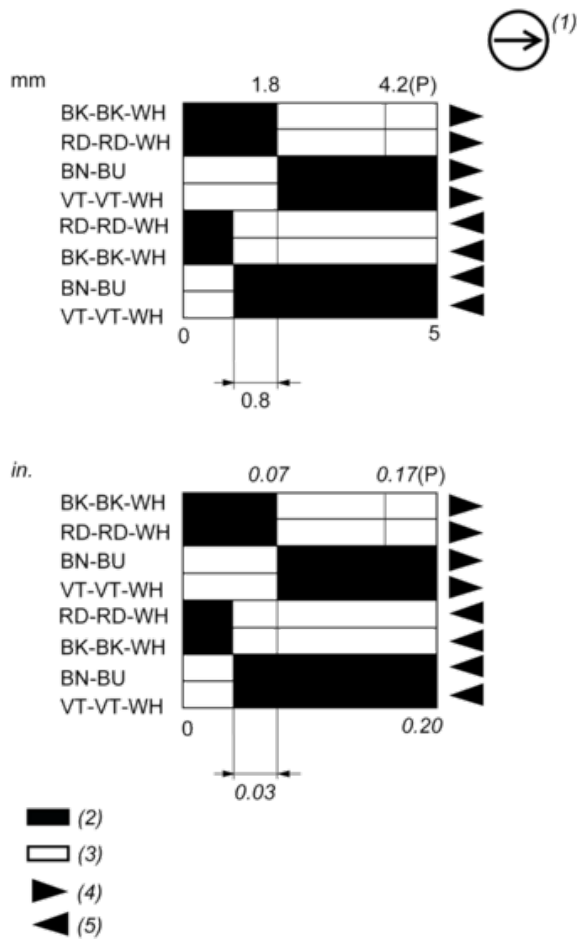 (1)
mm
1.8 4.2(P)
BK-BK-WH
RD-RD-WH
BN-BU
VT-VT-WH
RD-RD-WH
BK-BK-WH
BN-BU
VT-VT-WH
0 5
0.8
in.
0.07 0.17(P)
BK-BK-WH
RD-RD-WH
BN-BU
VT-VT-WH
RD-RD-WH
BK-BK-WH
BN-BU
VT-VT-WH
0 0.20
0.03
(2)
(3)
(4)
(5)